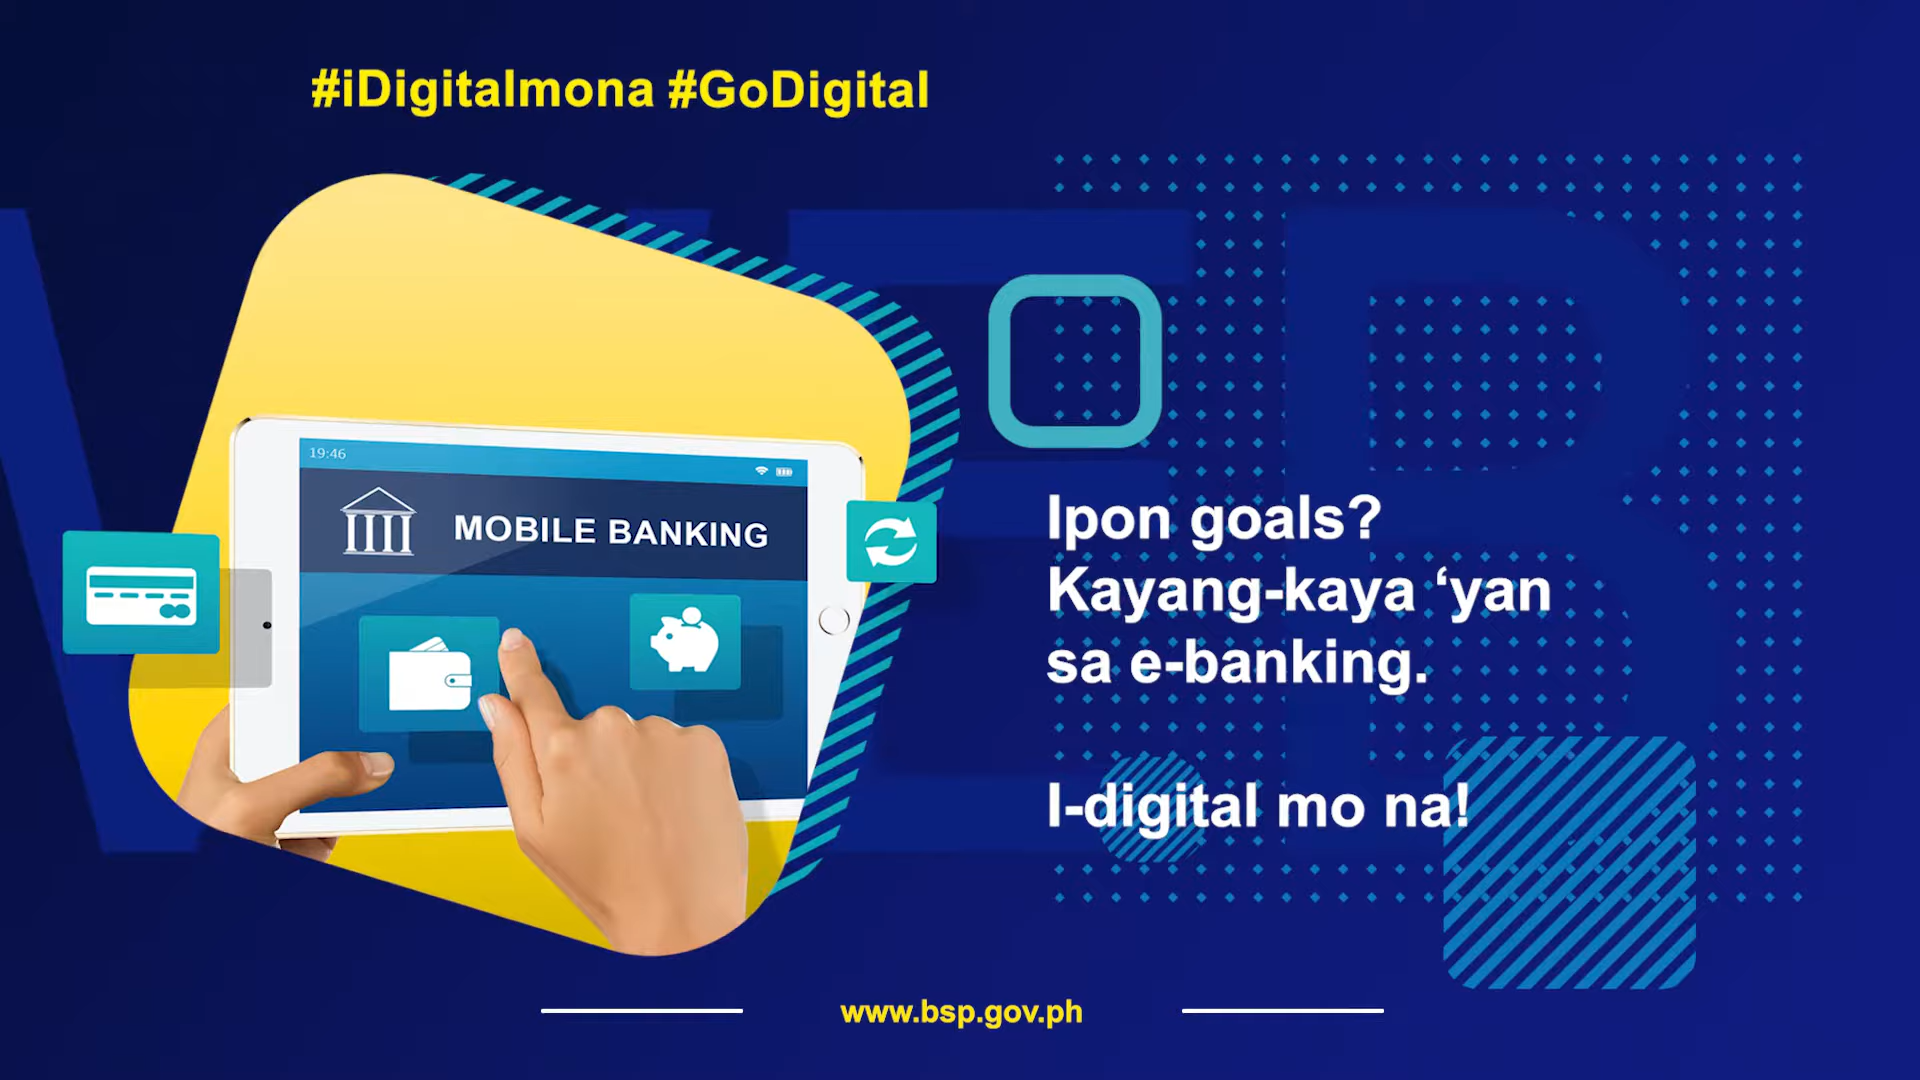 #iDigitalmona #GoDigital
19:46
MOBILE BANKING
Ipon goals?
Kayang-kaya ‘yan
sa e-banking.
I-digital mo na!
www.bsp.gov.ph